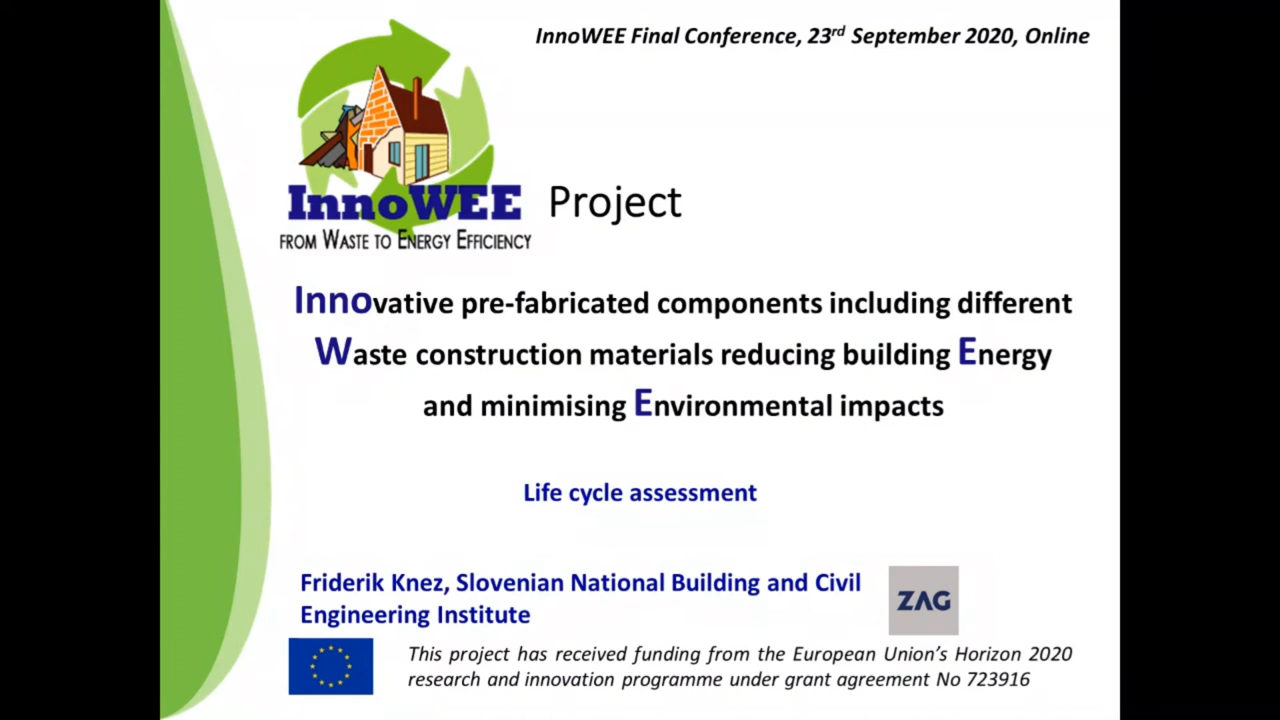 InnoWEE Final Conference, 23rd September 2020, Online
InnoWEE Project
FROM WASTE TO ENERGY EFFICIENCY
Innovative pre-fabricated components including different
Waste construction materials reducing building Energy
and minimising Environmental impacts
Life cycle assessment
Friderik Knez, Slovenian National Building and Civil
Engineering Institute
ZAG
This project has received funding from the European Union's Horizon 2020
research and innovation programme under grant agreement No 723916